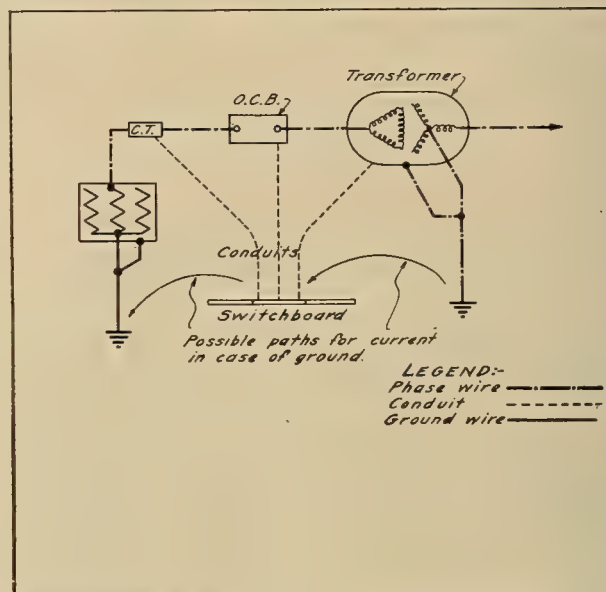 Transformer
O.C.B.
C.T.
Conduits
Switchboard
Possible paths for current
in case of ground.
LEGEND:-
Phase wire
Conduit
Ground wire